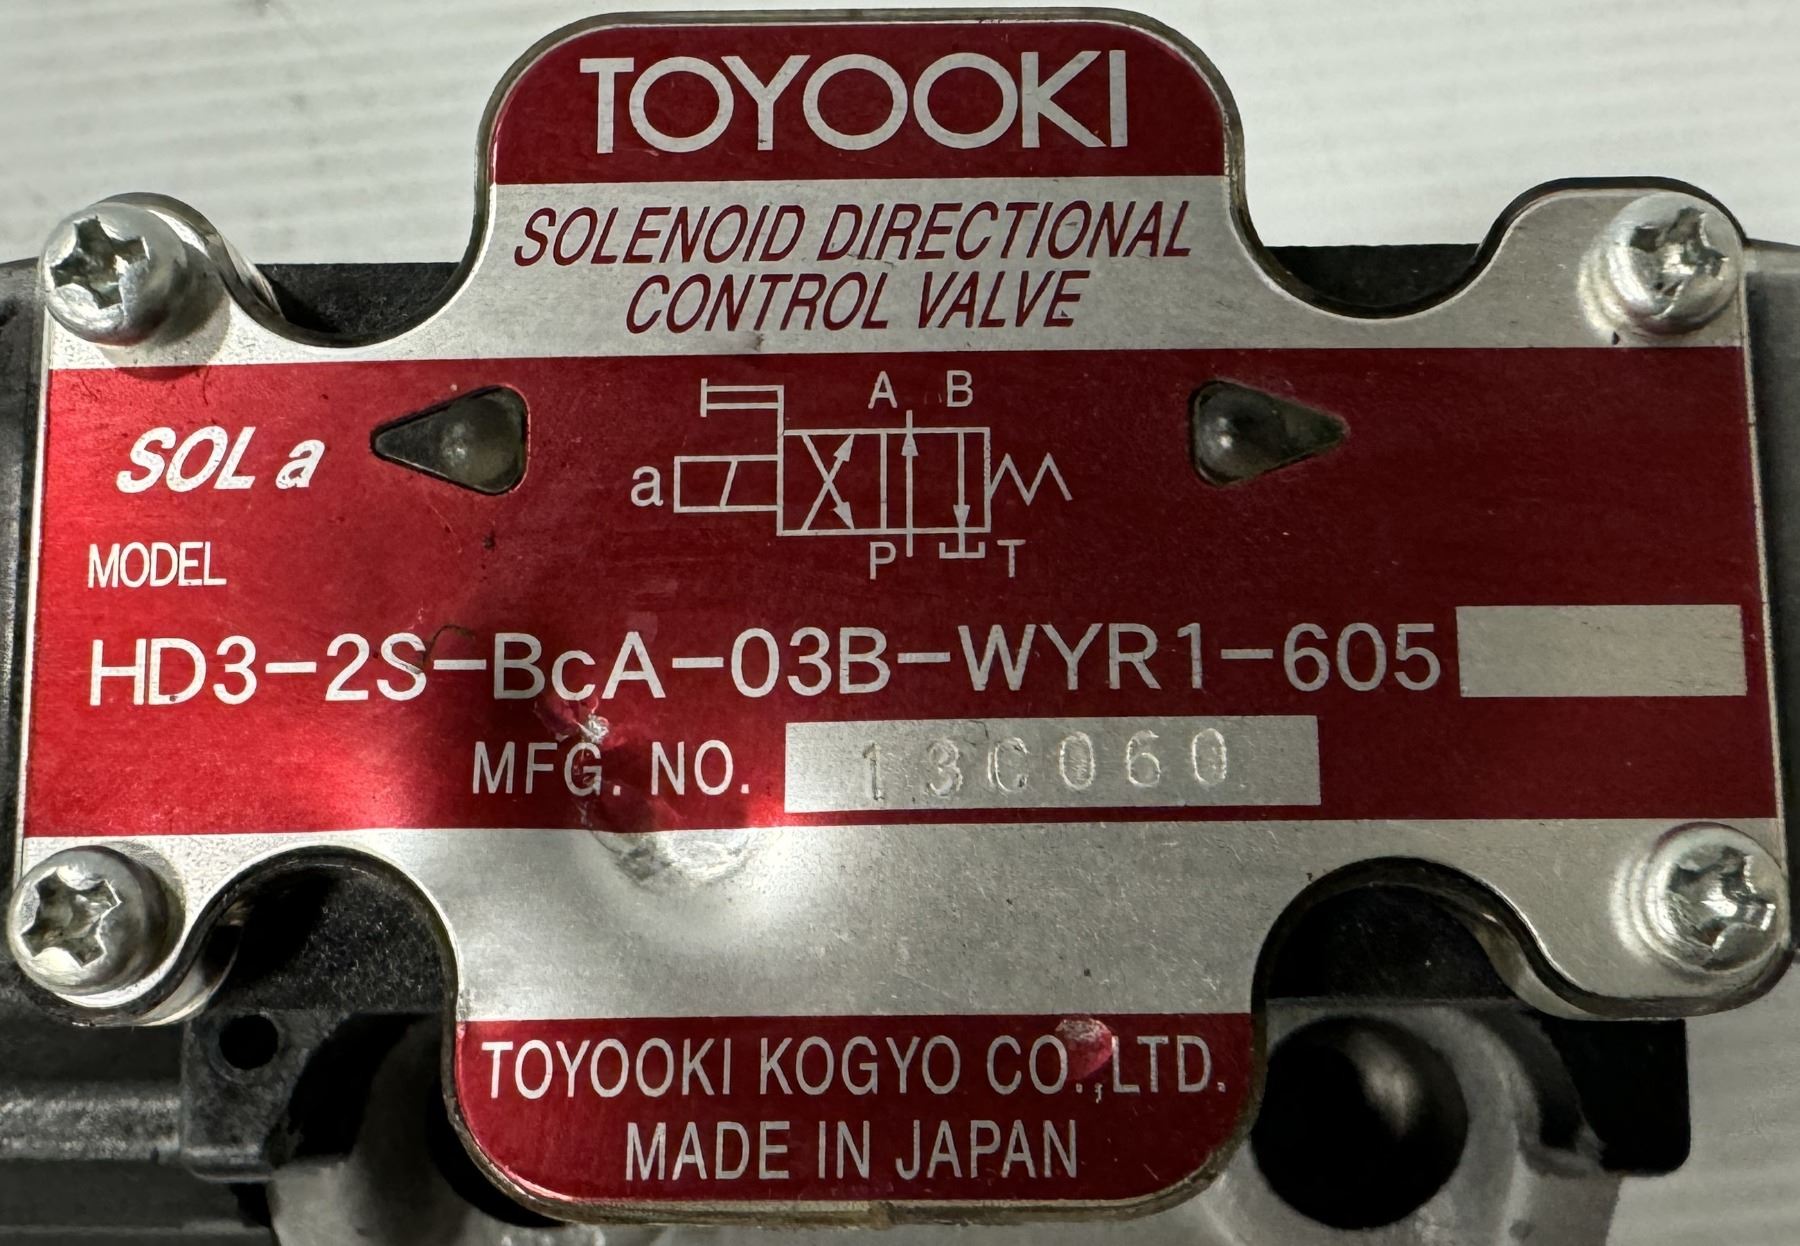 TOYOOKI
SOLENOID DIRECTIONAL
CONTROL VALVE
A B
SOL a
a
P T
MODEL
HD3-2S-BcA-03B-WYR1-605
MFG. NO. 13C060
TOYOOKI KOGYO CO.,LTD.
MADE IN JAPAN